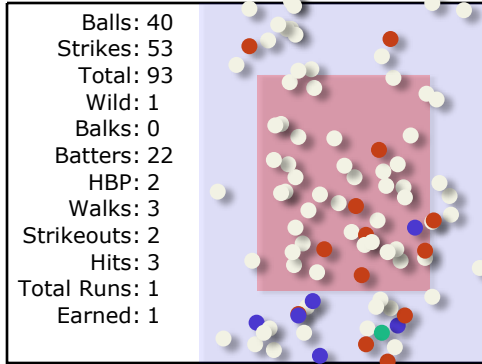 Balls: 40
Strikes: 53
Total: 93
Wild: 1
Balks: 0
Batters: 22
HBP: 2
Walks: 3
Strikeouts: 2
Hits: 3
Total Runs: 1
Earned: 1